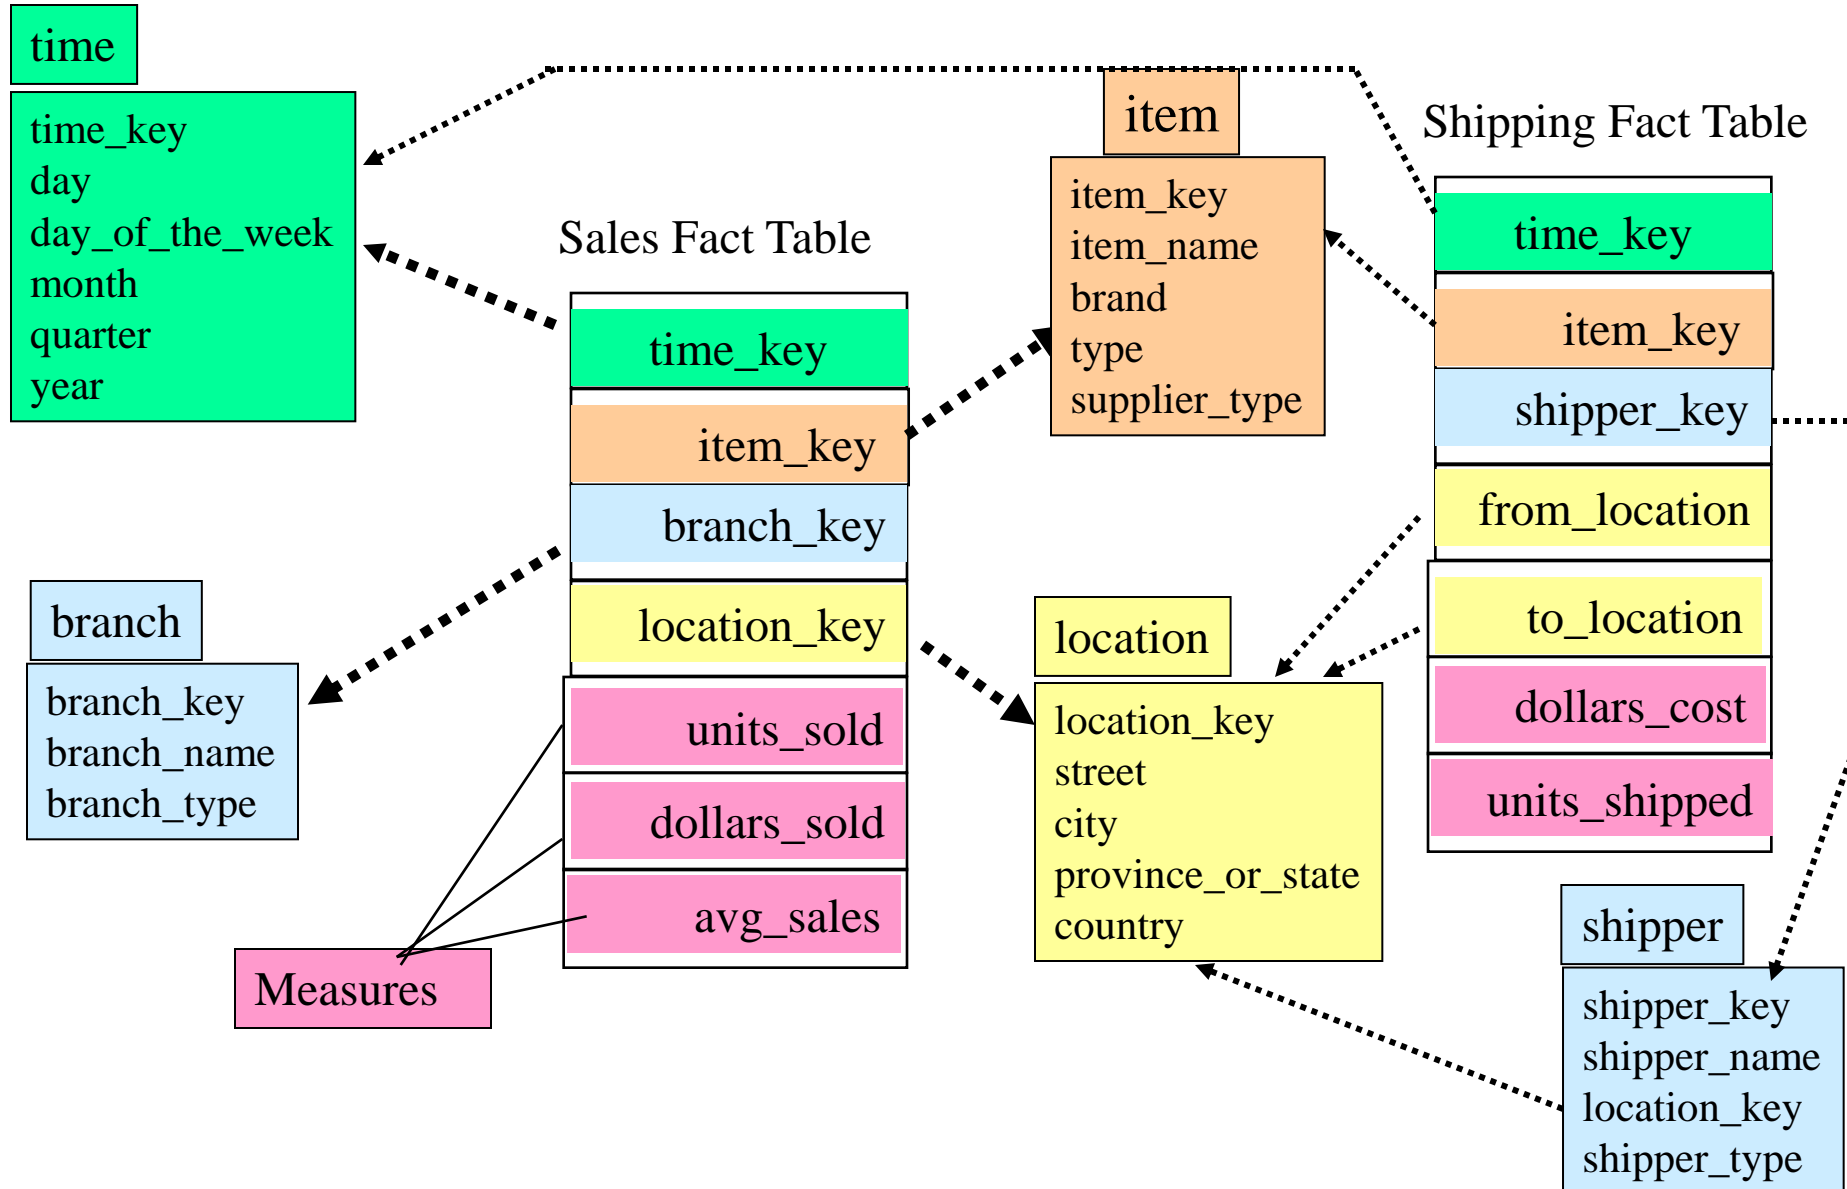 time
time_key
day
day_of_the_week
month
quarter
year
branch
branch_key
branch_name
branch_type
Measures
Sales Fact Table
time_key
item_key
branch_key
location_key
units_sold
dollars_sold
avg_sales
item
item_key
item_name
brand
type
supplier_type
location
location_key
street
city
province_or_state
country
Shipping Fact Table
time_key
item_key
shipper_key
from_location
to_location
dollars_cost
units_shipped
shipper
shipper_key
shipper_name
location_key
shipper_type